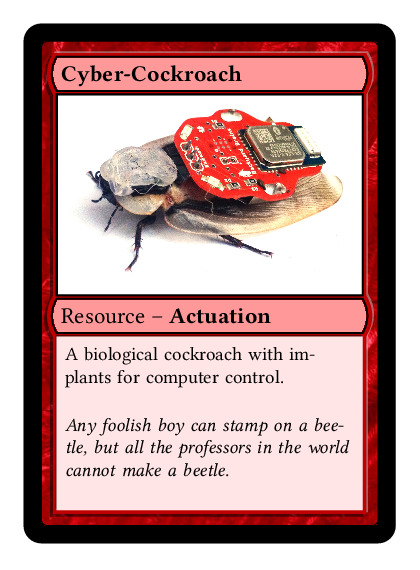 Cyber-Cockroach
Resource – Actuation
A biological cockroach with im-
plants for computer control.
Any foolish boy can stamp on a bee-
tle, but all the professors in the world
cannot make a beetle.